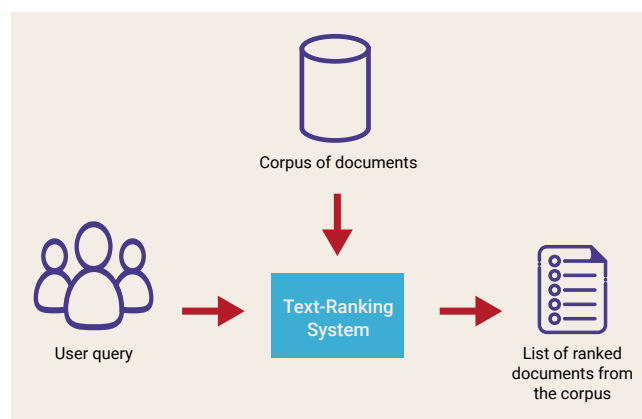 Corpus of documents
Text-Ranking
System
User query
List of ranked
documents from
the corpus